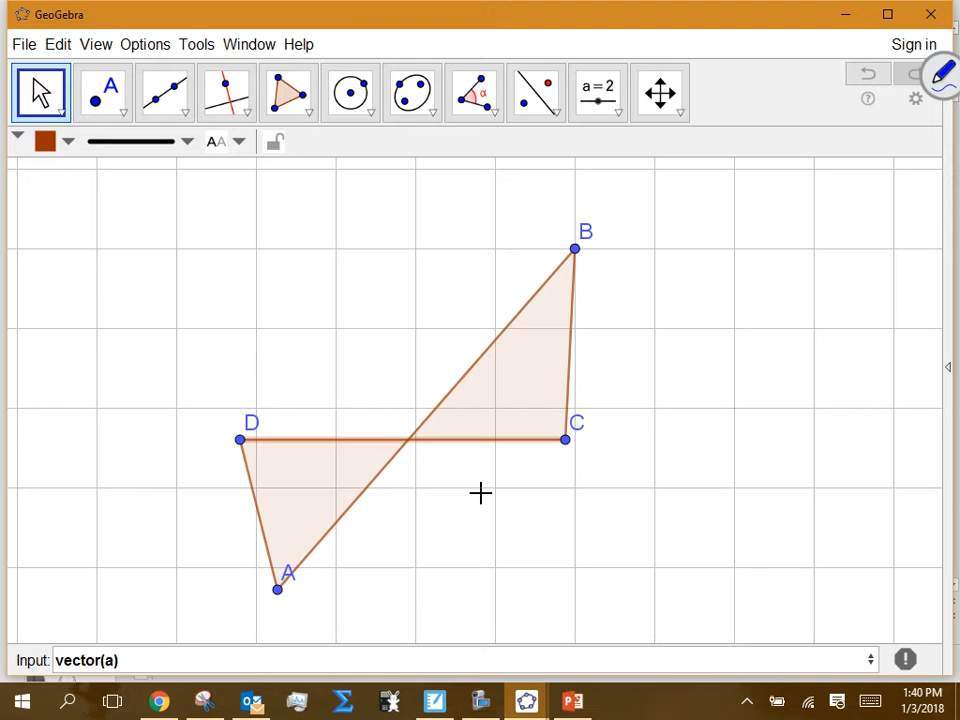 GeoGebra
File Edit View Options Tools Window Help Sign in
A α a = 2
AA
B
D C
A
Input: vector(a)
1:40 PM
1/3/2018